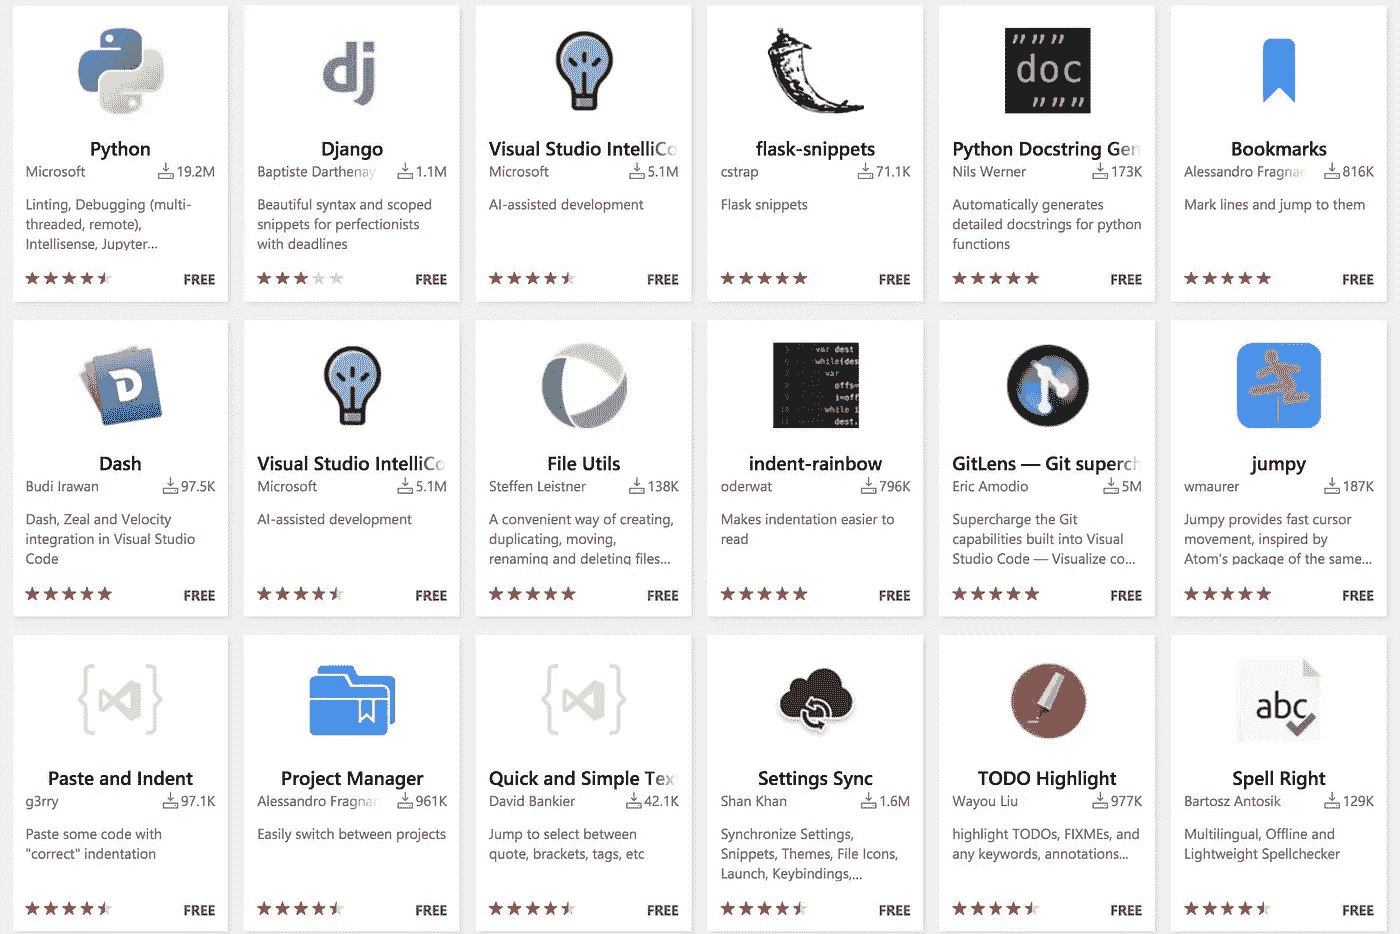 dj
""" 
doc
"""
Python
Microsoft 19.2M
Linting, Debugging (multi-
threaded, remote),
Intellisense, Jupyter...
FREE
Django
Baptiste Darthenay 1.1M
Beautiful syntax and scoped
snippets for perfectionists
with deadlines
FREE
Visual Studio IntelliCo
Microsoft 5.1M
AI-assisted development
FREE
flask-snippets
cstrap 71.1K
Flask snippets
FREE
Python Docstring Gen
Nils Werner 173K
Automatically generates
detailed docstrings for python
functions
FREE
Bookmarks
Alessandro Fragnan 816K
Mark lines and jump to them
FREE
D
Dash
Budi Irawan 97.5K
Dash, Zeal and Velocity
integration in Visual Studio
Code
FREE
Visual Studio IntelliCo
Microsoft 5.1M
AI-assisted development
FREE
File Utils
Steffen Leistner 138K
A convenient way of creating,
duplicating, moving,
renaming and deleting files...
FREE
var dest
while(des
var
offs=
i=off
while i
dest.
indent-rainbow
oderwat 796K
Makes indentation easier to
read
FREE
GitLens — Git superch
Eric Amodio 5M
Supercharge the Git
capabilities built into Visual
Studio Code — Visualize co...
FREE
jumpy
wmaurer 187K
Jumpy provides fast cursor
movement, inspired by
Atom's package of the same...
FREE
Paste and Indent
g3rry 97.1K
Paste some code with
"correct" indentation
FREE
Project Manager
Alessandro Fragnan 961K
Easily switch between projects
FREE
Quick and Simple Tex
David Bankier 42.1K
Jump to select between
quote, brackets, tags, etc
FREE
Settings Sync
Shan Khan 1.6M
Synchronize Settings,
Snippets, Themes, File Icons,
Launch, Keybindings,...
FREE
TODO Highlight
Wayou Liu 977K
highlight TODOs, FIXMEs, and
any keywords, annotations...
FREE
abc
Spell Right
Bartosz Antosik 129K
Multilingual, Offline and
Lightweight Spellchecker
FREE